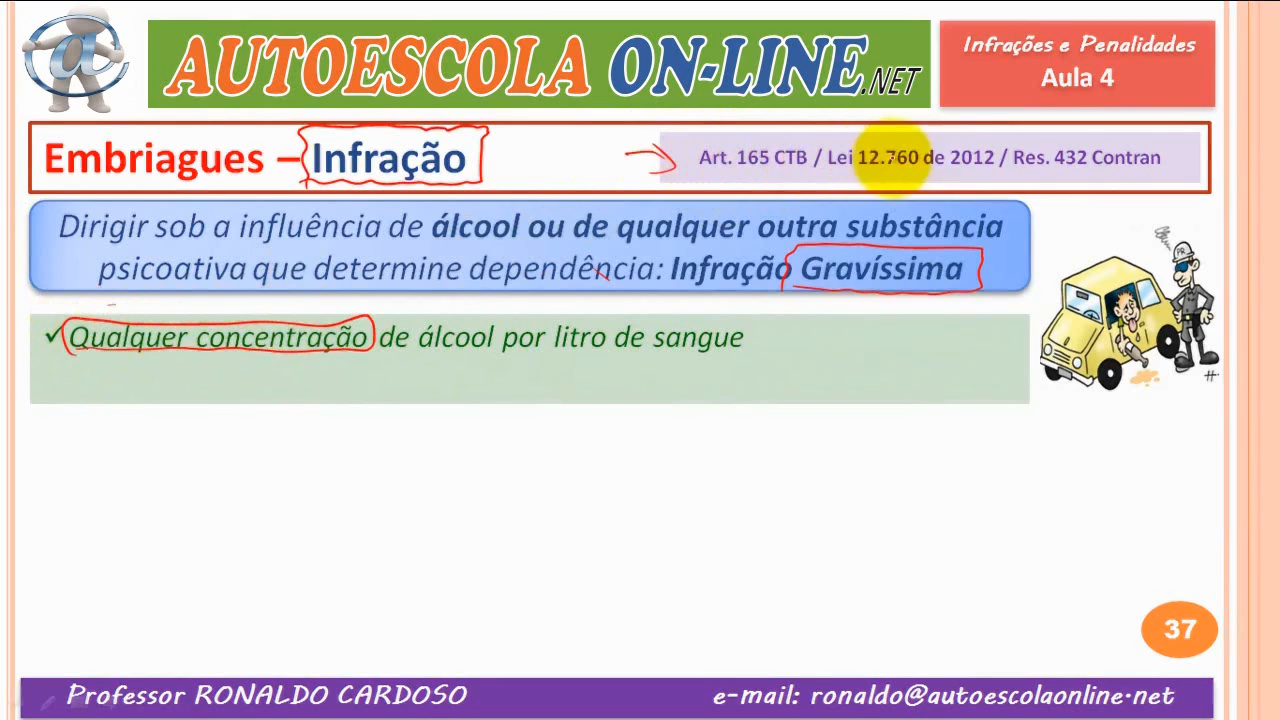 AUTOESCOLA ON-LINE.NET
Infrações e Penalidades
Aula 4
Embriagues – Infração
Art. 165 CTB / Lei 12.760 de 2012 / Res. 432 Contran
Dirigir sob a influência de álcool ou de qualquer outra substância
psicoativa que determine dependência: Infração Gravíssima
✓ Qualquer concentração de álcool por litro de sangue
PR
37
Professor RONALDO CARDOSO
e-mail: ronaldo@autoescolaonline.net